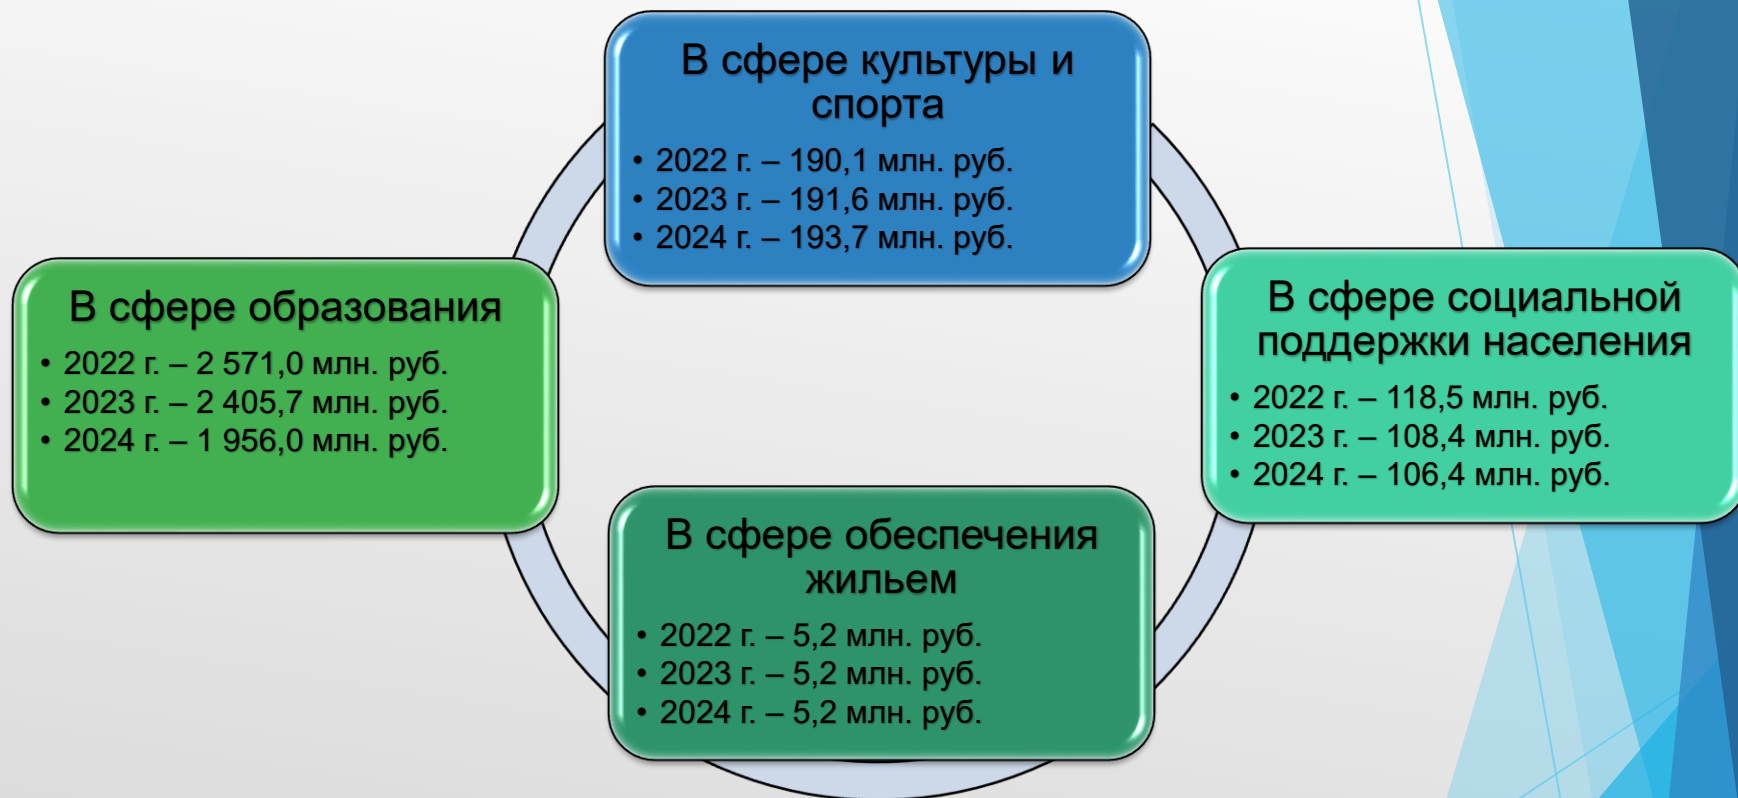 В сфере культуры и
спорта
• 2022 г. – 190,1 млн. руб.
• 2023 г. – 191,6 млн. руб.
• 2024 г. – 193,7 млн. руб.
В сфере образования
• 2022 г. – 2 571,0 млн. руб.
• 2023 г. – 2 405,7 млн. руб.
• 2024 г. – 1 956,0 млн. руб.
В сфере социальной
поддержки населения
• 2022 г. – 118,5 млн. руб.
• 2023 г. – 108,4 млн. руб.
• 2024 г. – 106,4 млн. руб.
В сфере обеспечения
жильем
• 2022 г. – 5,2 млн. руб.
• 2023 г. – 5,2 млн. руб.
• 2024 г. – 5,2 млн. руб.